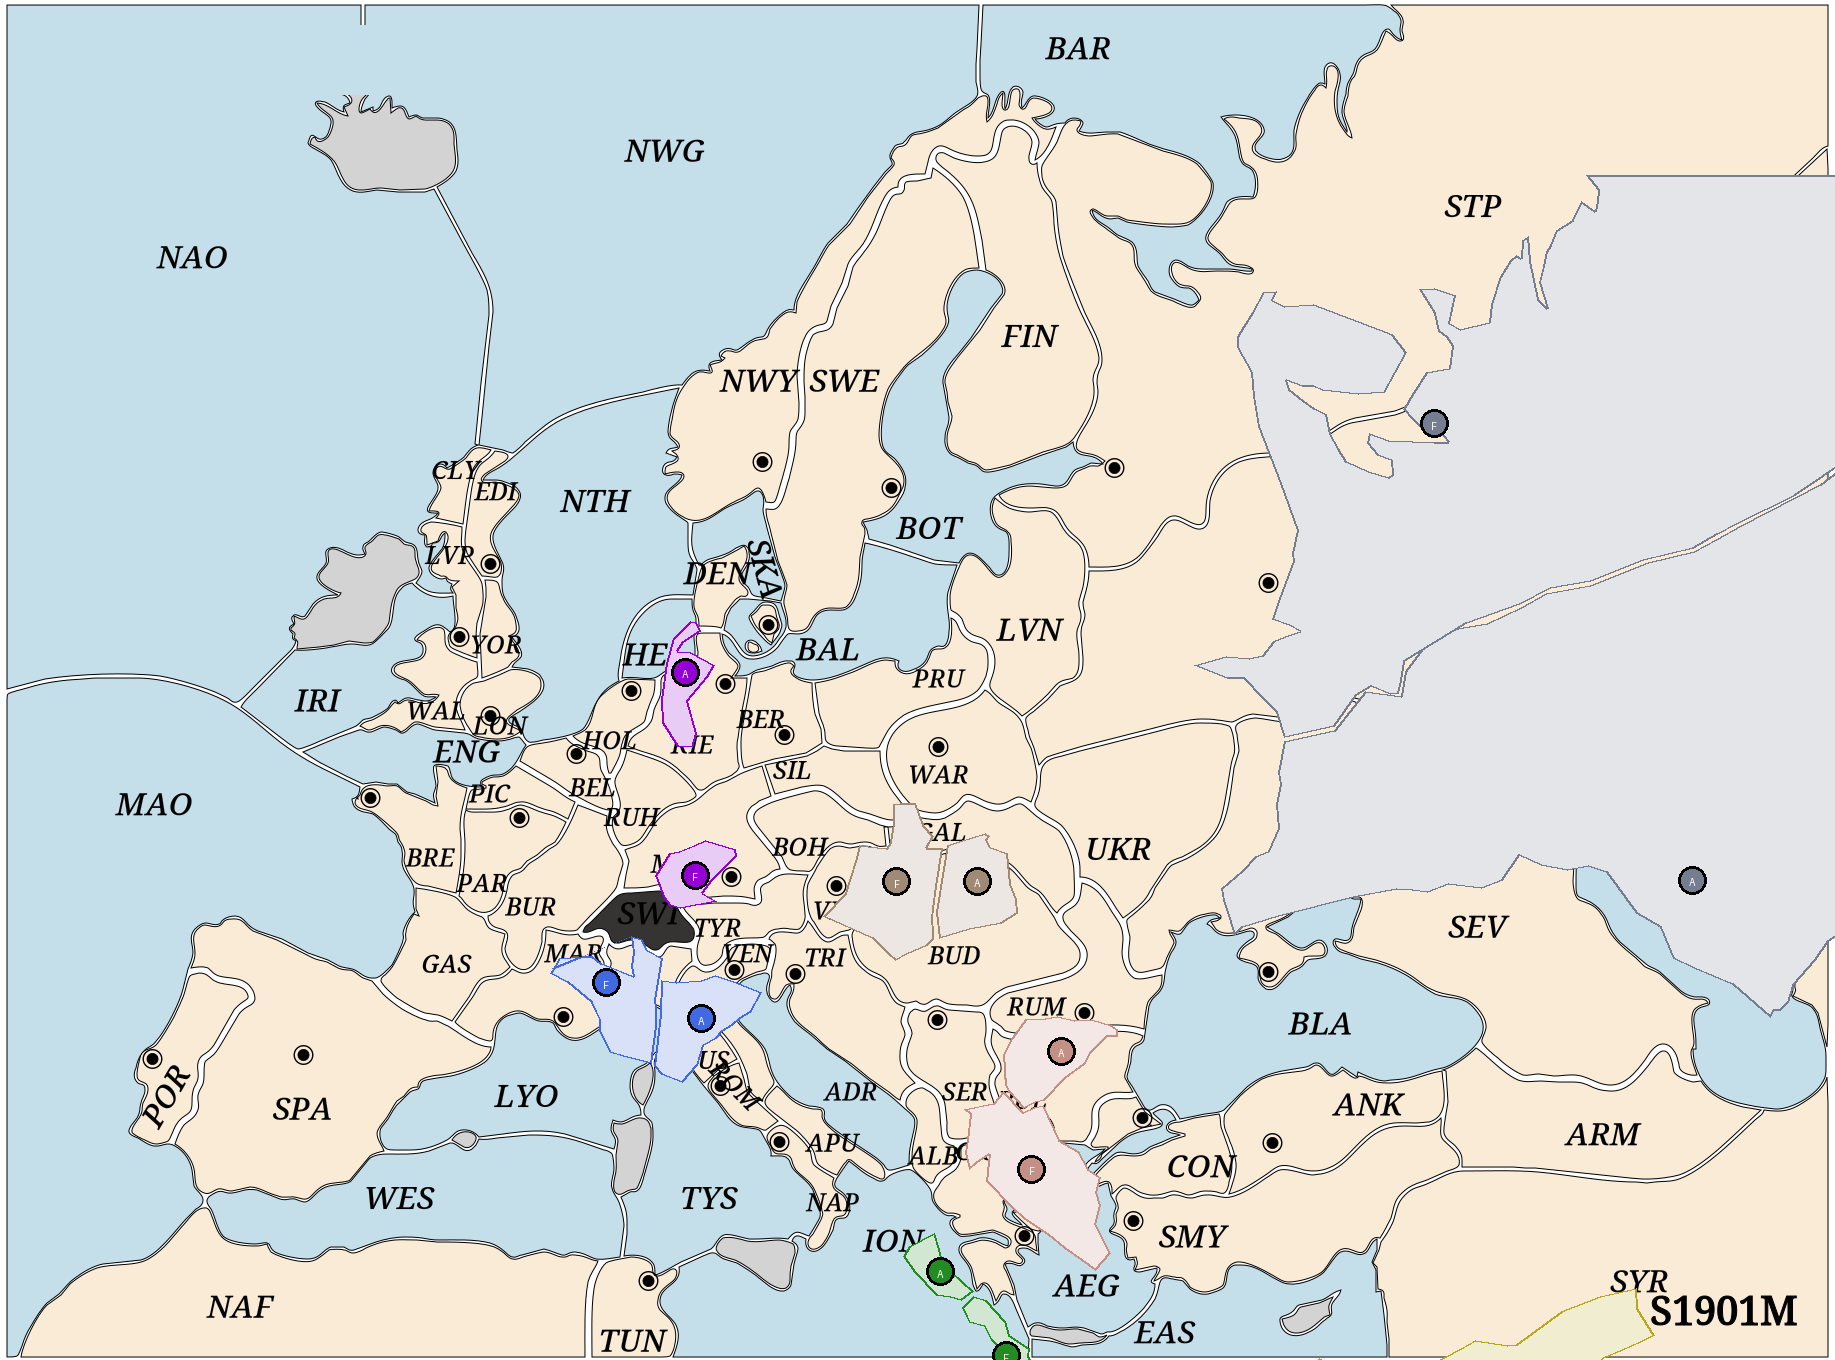 BAR
NWG
STP
NAO
FIN
NWY SWE
CLY
EDI
NTH
BOT
LVP
SKA
DEN
LVN
YOR
HE
BAL
PRU
IRI
WAL
LON
BER
ENG
HOL
SIL
WAR
BEL
PIC
MAO
RUH
BOH
UKR
BRE
PAR
BUR
SWI
TYR
SEV
MAR
VEN
TRI
BUD
GAS
RUM
BLA
ROM
LYO
ADR
SER
ANK
POR
SPA
APU
ALB
ARM
CON
WES
TYS
NAP
ION
SMY
AEG
SYR
NAF
S1901M
TUN
EAS
F
A
F
A
F
A
A
F
A
A
F
A
F